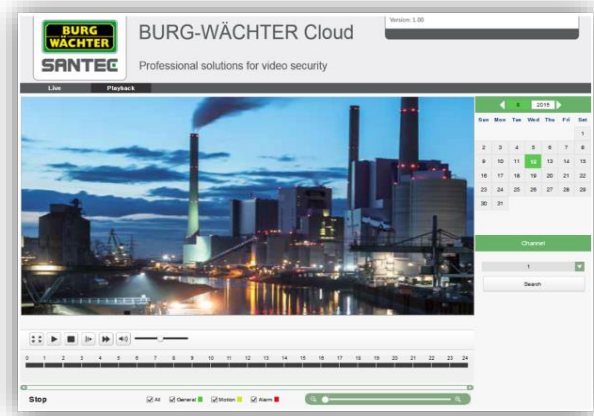 BURG
WÄCHTER
SANTEC
BURG-WÄCHTER Cloud
Professional solutions for video security
Version: 1.00
Live Playback
8 2015
Sun Mon Tue Wed Thu Fri Sat
1
2 3 4 5 6 7 8
9 10 11 12 13 14 15
16 17 18 19 20 21 22
23 24 25 26 27 28 29
30 31
Channel
1
Search
0 1 2 3 4 5 6 7 8 9 10 11 12 13 14 15 16 17 18 19 20 21 22 23 24
Stop
All General Motion Alarm